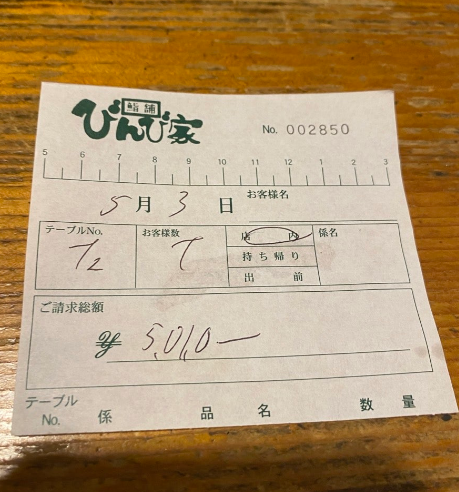 鮨舗
びんび家
No. 002850
5 6 7 8 9 10 11 12 1 2 3
5月3日 お客様名
テーブルNo. お客様数 店内 係名
持ち帰り
出前
ご請求総額
¥ 5,010—
テーブルNo. 係 品名 数量